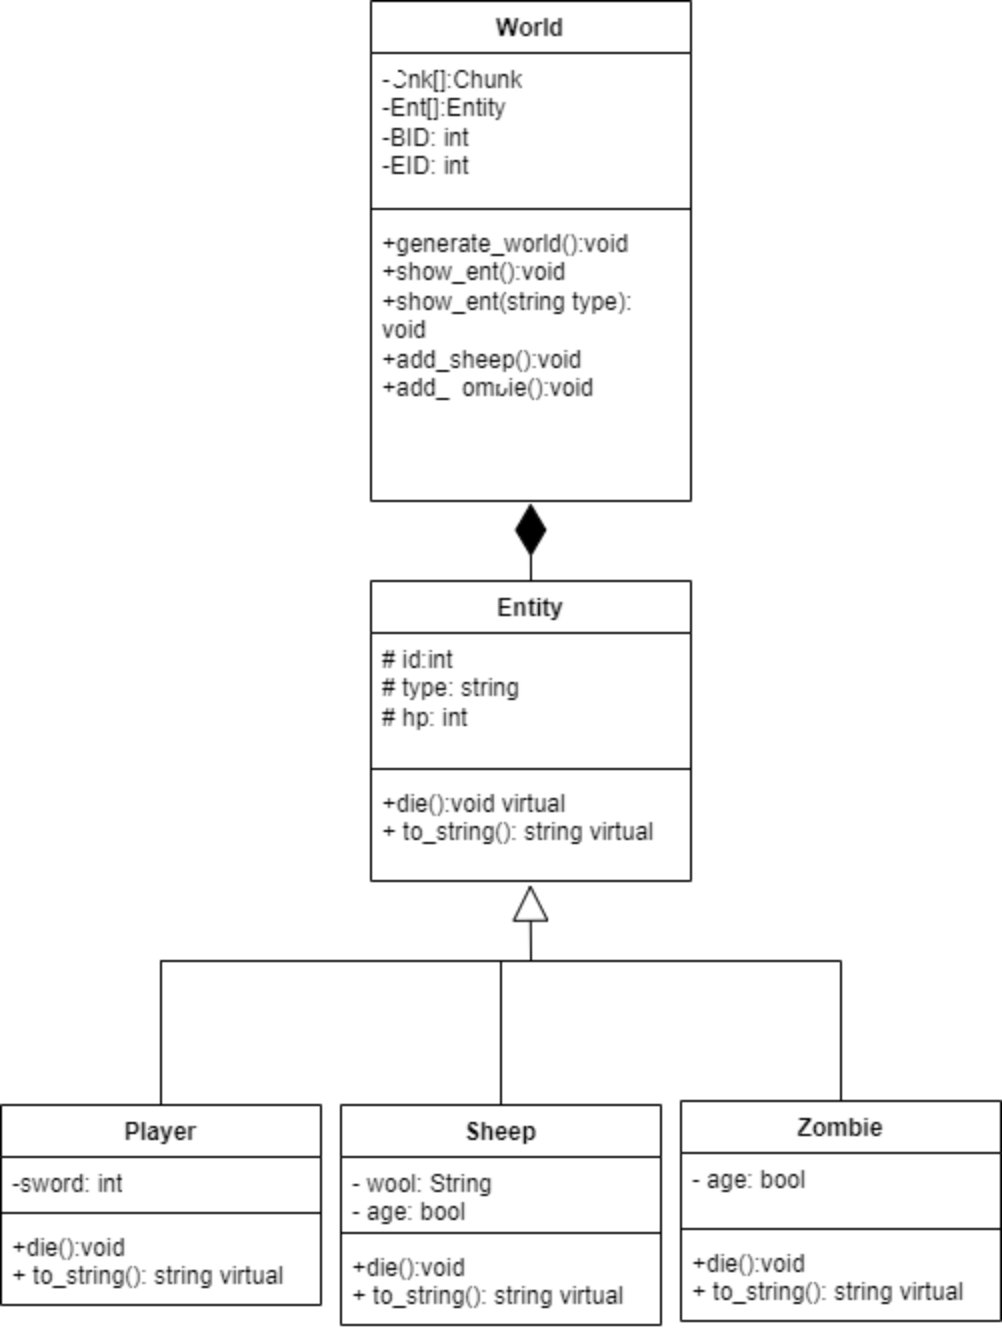 World
-Ent[]:Entity
-BID: int
-EID: int
+generate_world():void
+show_ent():void
+show_ent(string type):
void
+add_sheep():void
Entity
# id:int
# type: string
# hp: int
+die():void virtual
+ to_string(): string virtual
Player
-sword: int
+die():void
+ to_string(): string virtual
Sheep
- wool: String
- age: bool
+die():void
+ to_string(): string virtual
Zombie
- age: bool
+die():void
+ to_string(): string virtual